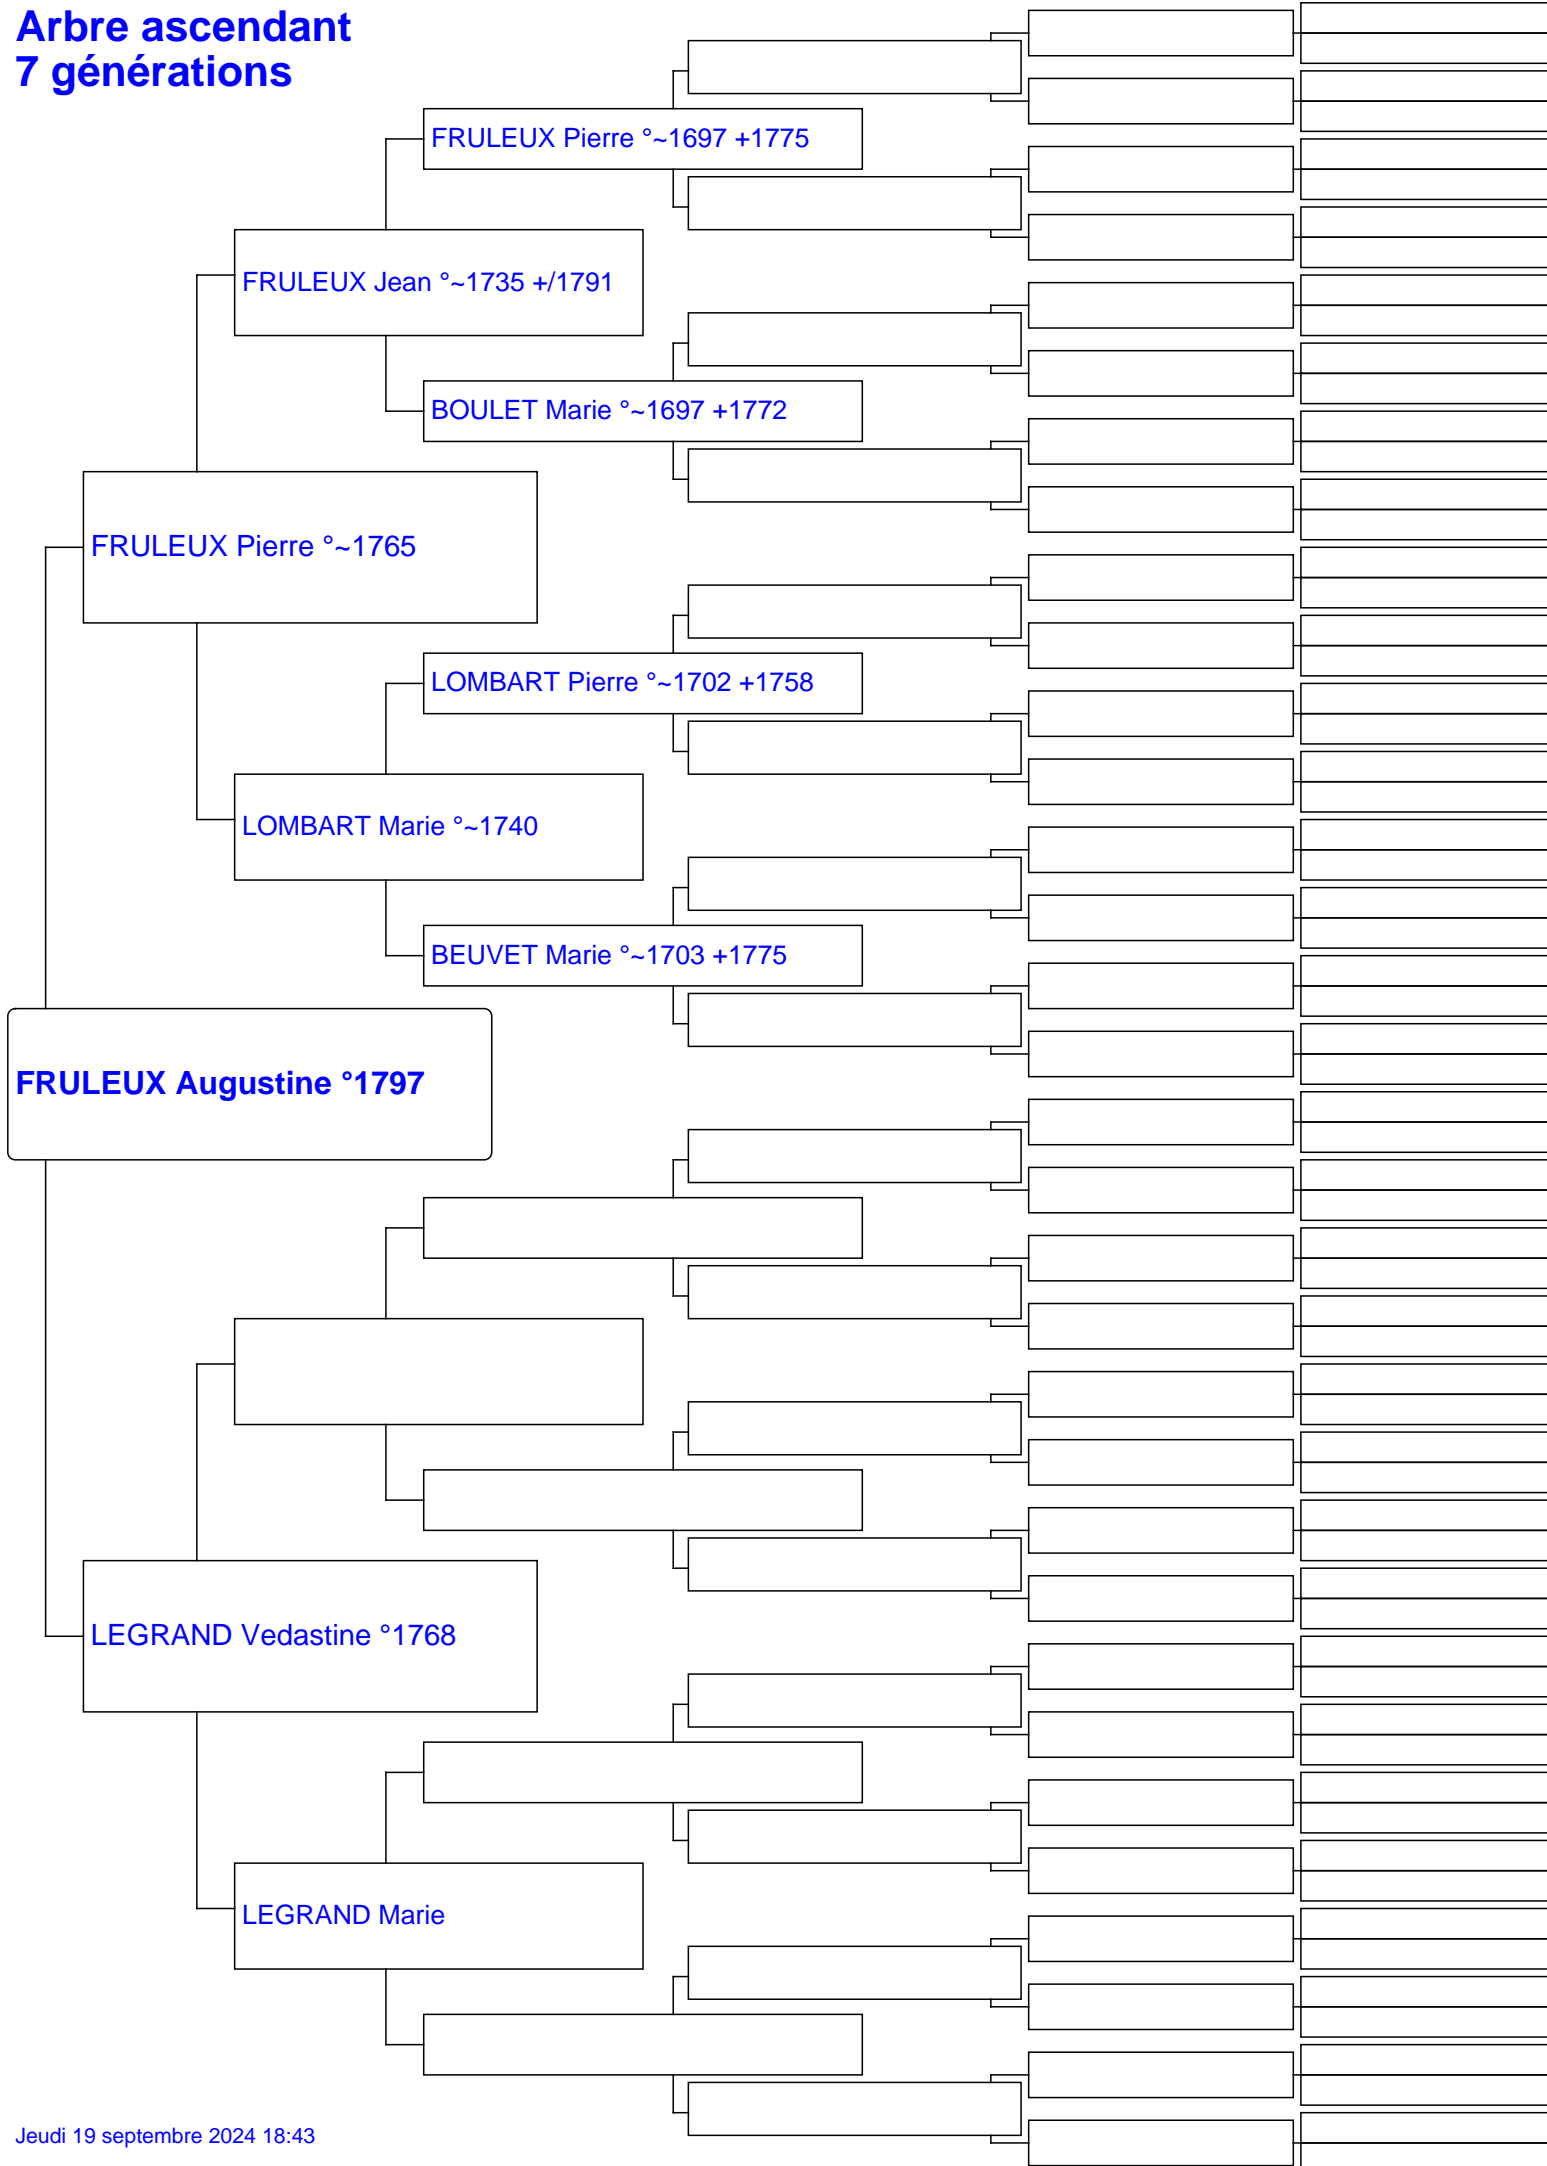 Arbre ascendant
7 générations
FRULEUX Pierre °~1697 +1775
FRULEUX Jean °~1735 +/1791
BOULET Marie °~1697 +1772
FRULEUX Pierre °~1765
LOMBART Pierre °~1702 +1758
LOMBART Marie °~1740
BEUVET Marie °~1703 +1775
FRULEUX Augustine °1797
LEGRAND Vedastine °1768
LEGRAND Marie
Jeudi 19 septembre 2024 18:43